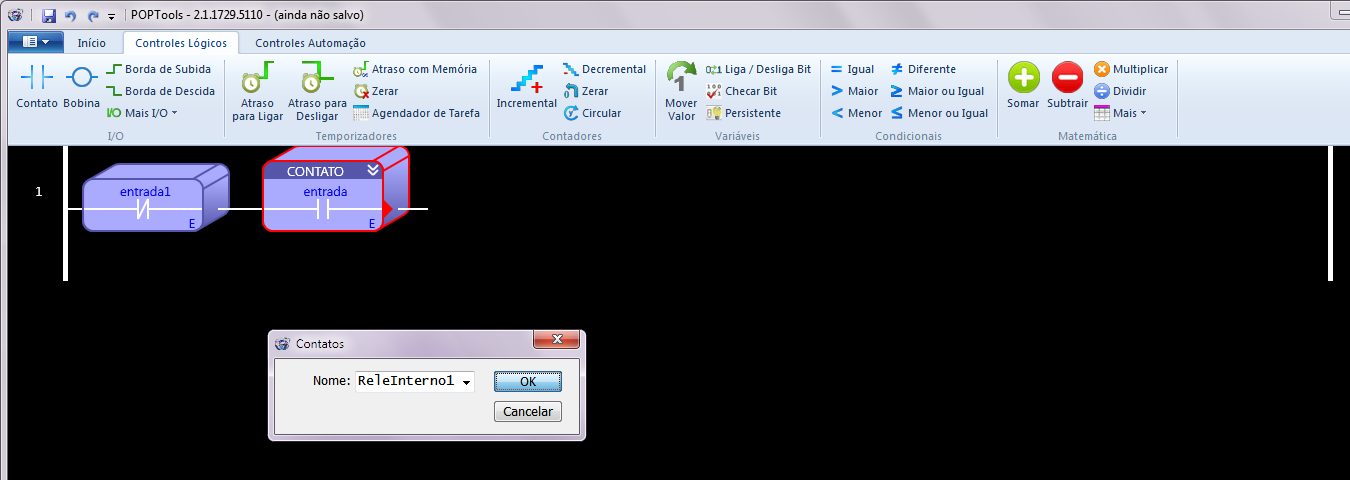 POPTools - 2.1.1729.5110 - (ainda não salvo)
Início Controles Lógicos Controles Automação
Contato Bobina Borda de Subida Borda de Descida I/O Mais I/O
I/O
Atraso para Ligar Atraso para Desligar Atraso com Memória Zerar Agendador de Tarefa
Temporizadores
Incremental Decremental Zerar Circular
Contadores
Mover Valor Liga / Desliga Bit Checar Bit Persistente
Variáveis
= Igual ≠ Diferente
> Maior ≥ Maior ou Igual
< Menor ≤ Menor ou Igual
Condicionais
Somar Subtrair Multiplicar Dividir Mais
Matemática
1
entrada1
E
CONTATO
entrada
E
Contatos
Nome: ReleInterno1 OK
Cancelar